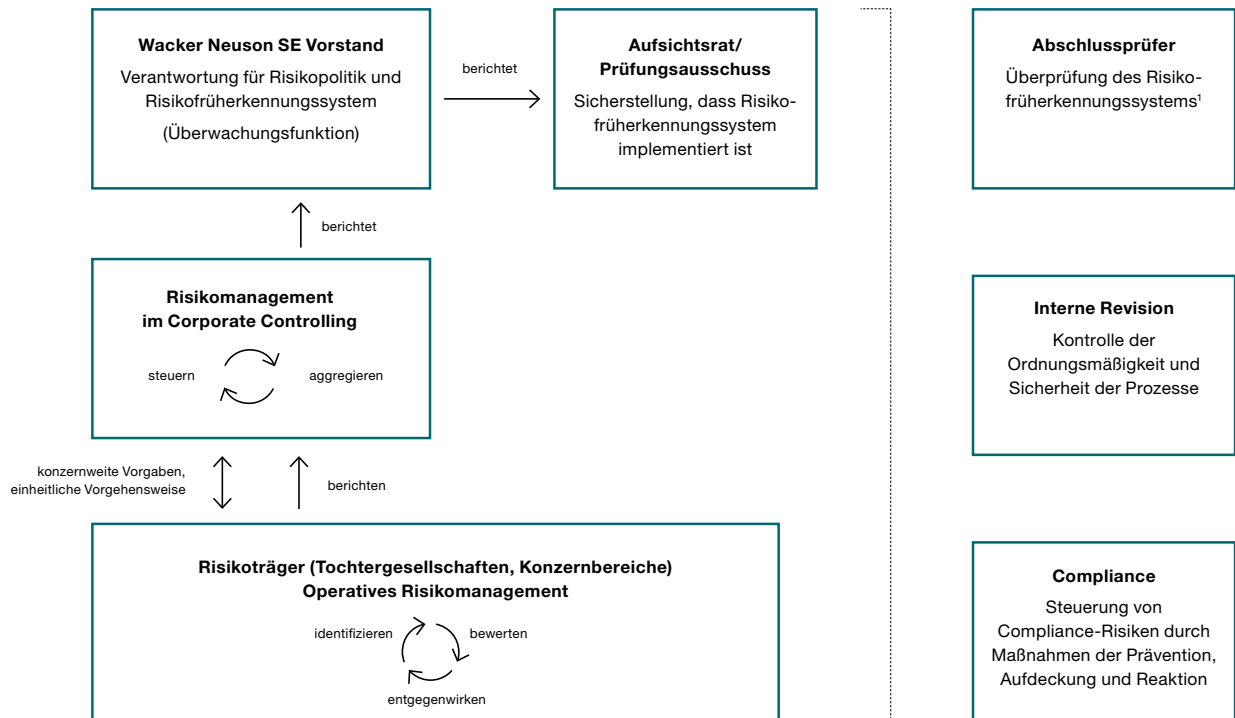 Wacker Neuson SE Vorstand
Verantwortung für Risikopolitik und
Risikofrüherkennungssystem
(Überwachungsfunktion)
berichtet
Aufsichtsrat/
Prüfungsausschuss
Sicherstellung, dass Risiko-
früherkennungssystem
implementiert ist
Abschlussprüfer
Überprüfung des Risiko-
früherkennungssystems¹
berichtet
Risikomanagement
im Corporate Controlling
steuern
aggregieren
Interne Revision
Kontrolle der
Ordnungsmäßigkeit und
Sicherheit der Prozesse
konzernweite Vorgaben,
einheitliche Vorgehensweise
berichten
Risikoträger (Tochtergesellschaften, Konzernbereiche)
Operatives Risikomanagement
identifizieren
bewerten
entgegenwirken
Compliance
Steuerung von
Compliance-Risiken durch
Maßnahmen der Prävention,
Aufdeckung und Reaktion